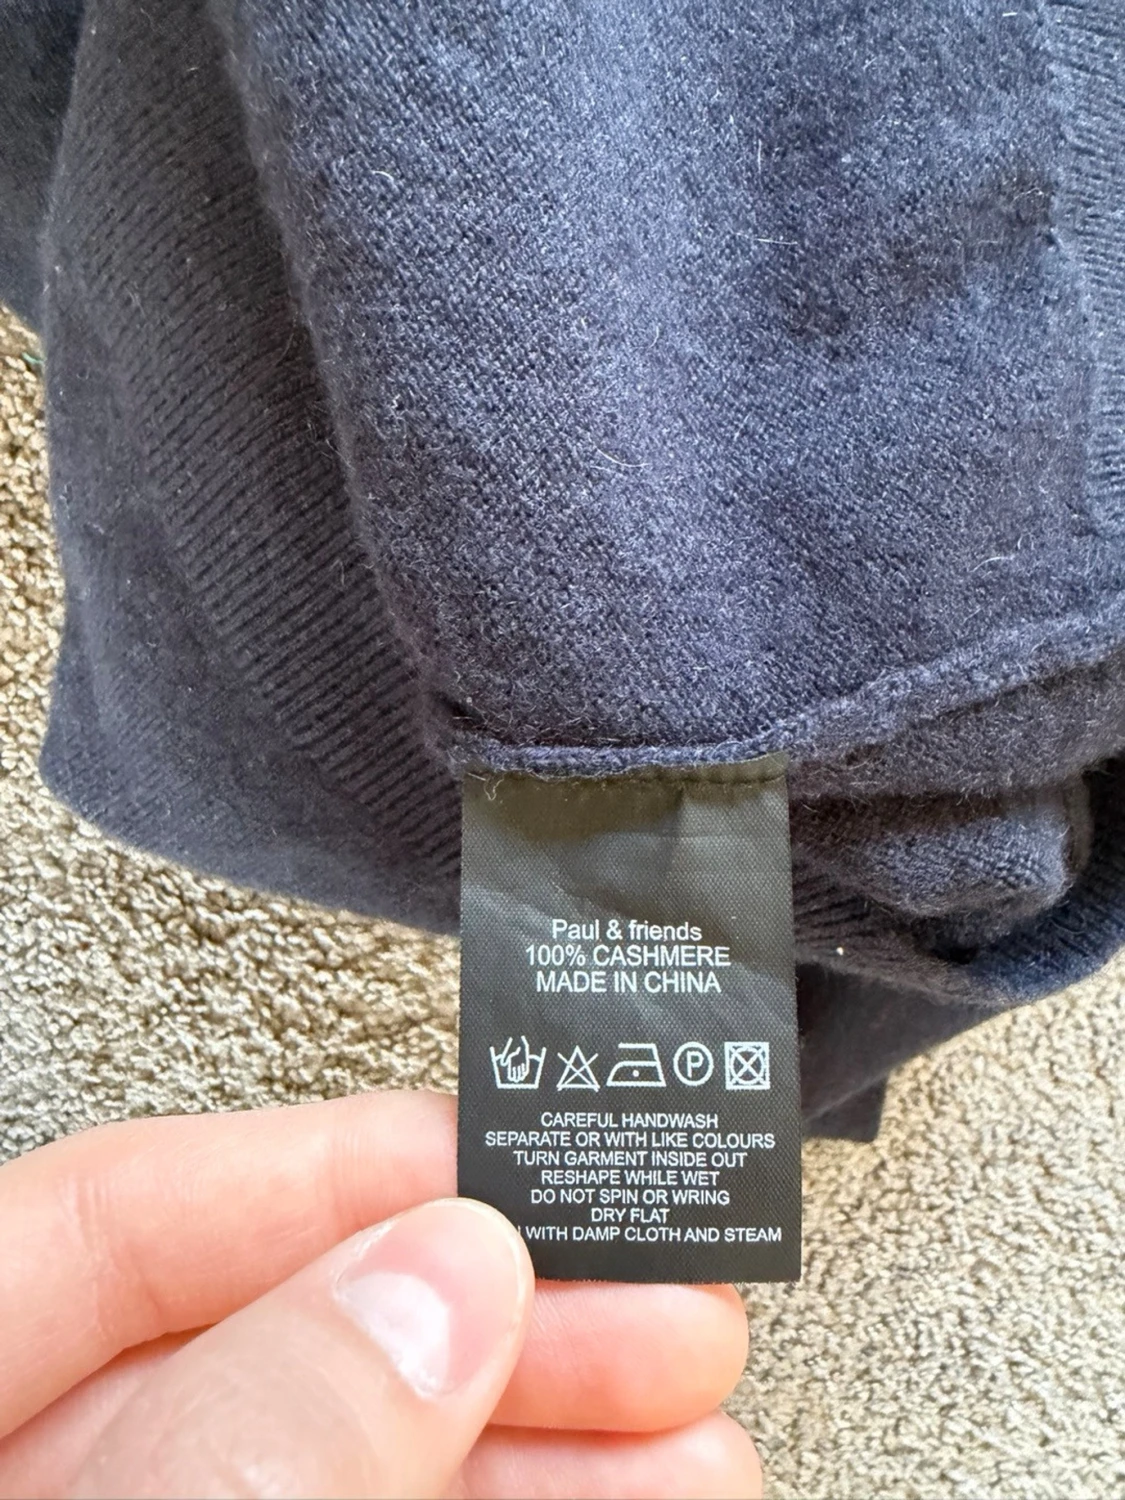 Paul & friends
100% CASHMERE
MADE IN CHINA
P
CAREFUL HANDWASH
SEPARATE OR WITH LIKE COLOURS
TURN GARMENT INSIDE OUT
RESHAPE WHILE WET
DO NOT SPIN OR WRING
DRY FLAT
WITH DAMP CLOTH AND STEAM